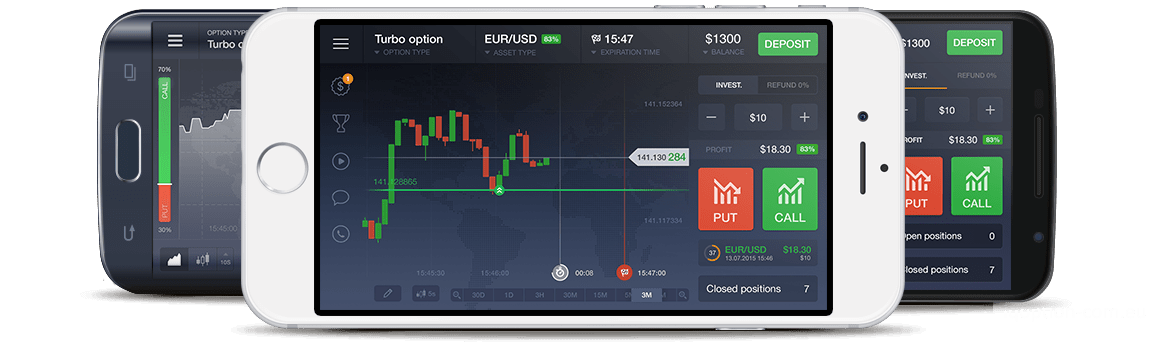 OPTION TYPE
Turbo o
70%
CALL
PUT
30%
15:45:00
10S
Turbo option
OPTION TYPE
EUR/USD 83%
ASSET TYPE
15:47
EXPIRATION TIME
$1300
BALANCE
DEPOSIT
1
INVEST.
REFUND 0%
141.152364
− $10 +
PROFIT $18.30 83%
141.130 284
PUT
CALL
141.117334
37
EUR/USD $18.30
13.07.2015 15:46 $10
15:45:30
15:46:00
00:08
15:47:00
5s
30D
1D
3H
30M
15M
3M
Closed positions 7
$1300
DEPOSIT
INVEST.
REFUND 0%
$10 +
PROFIT $18.30 83%
PUT
CALL
Open positions 0
Closed positions 7